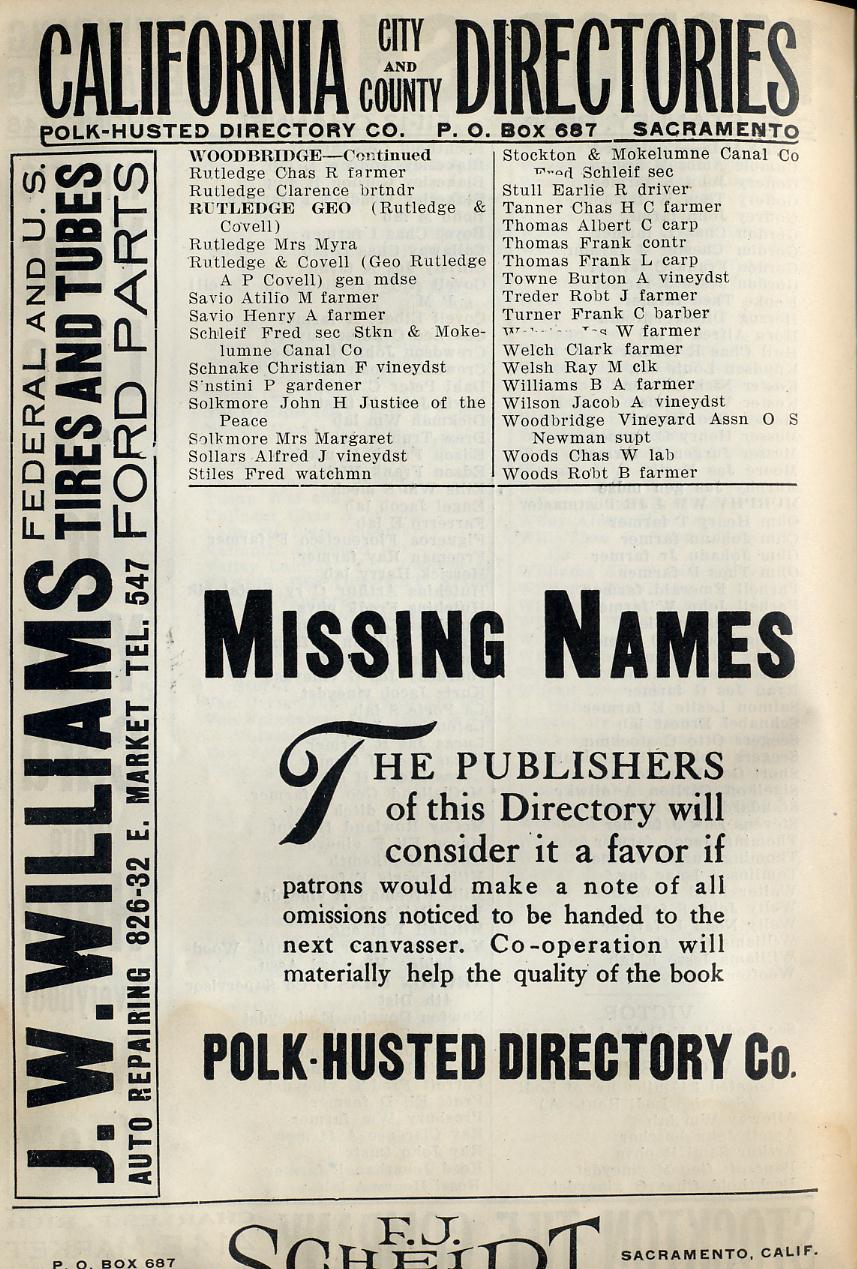 CALIFORNIA CITY AND COUNTY DIRECTORIES
POLK-HUSTED DIRECTORY CO. P. O. BOX 687 SACRAMENTO
J. W. WILLIAMS
FEDERAL AND U. S.
TIRES AND TUBES
FORD PARTS
AUTO REPAIRING 826-32 E. MARKET TEL. 547
WOODBRIDGE—Continued
Rutledge Chas R farmer
Rutledge Clarence brtndr
RUTLEDGE GEO (Rutledge &
Covell)
Rutledge Mrs Myra
Rutledge & Covell (Geo Rutledge
A P Covell) gen mdse
Savio Atilio M farmer
Savio Henry A farmer
Schleif Fred sec Stkn & Moke-
lumne Canal Co
Schnake Christian F vineydst
P gardener
Solkmore John H Justice of the
Peace
Solkmore Mrs Margaret
Sollars Alfred J vineydst
Stiles Fred watchmn
Stockton & Mokelumne Canal Co
Fred Schleif sec
Stull Earlie R driver
Tanner Chas H C farmer
Thomas Albert C carp
Thomas Frank contr
Thomas Frank L carp
Towne Burton A vineydst
Treder Robt J farmer
Turner Frank C barber
W farmer
Welch Clark farmer
Welsh Ray M clk
Williams B A farmer
Wilson Jacob A vineydst
Woodbridge Vineyard Assn O S
Newman supt
Woods Chas W lab
Woods Robt B farmer
MISSING NAMES
THE PUBLISHERS
of this Directory will
consider it a favor if
patrons would make a note of all
omissions noticed to be handed to the
next canvasser. Co-operation will
materially help the quality of the book
POLK-HUSTED DIRECTORY Co.
F. J.
SCHEIDT
P. O. BOX 687
SACRAMENTO, CALIF.